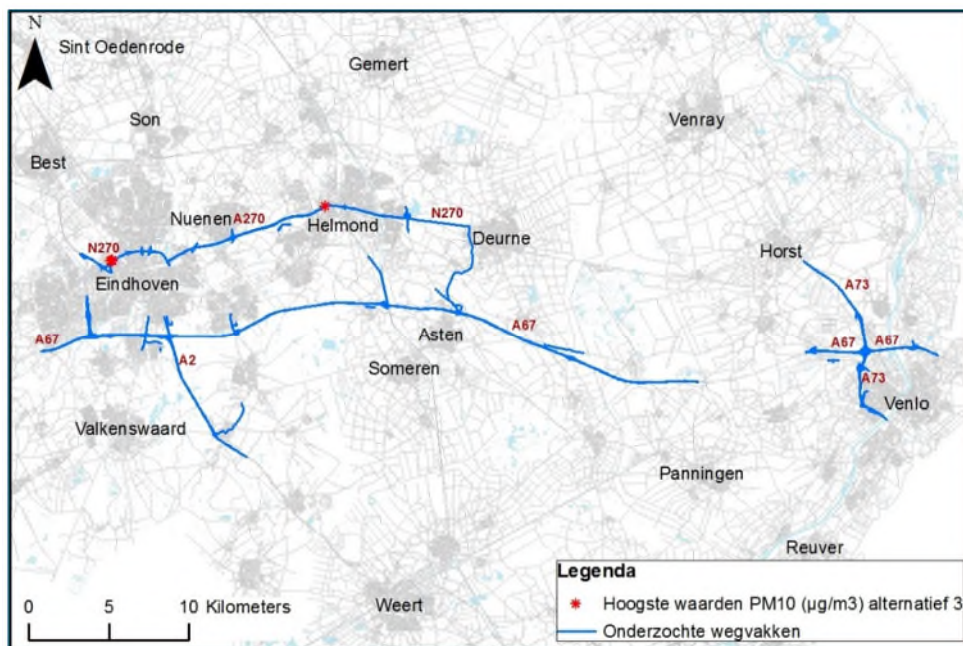 N
Sint Oedenrode
Gemert
Son
Venray
Best
Nuenen
A270
N270
Helmond
N270
Deurne
Eindhoven
Horst
A73
A67
A67
A67
Asten
A67
A2
Someren
A73
Venlo
Valkenswaard
Panningen
Reuver
Weert
0 5 10 Kilometers
Legenda
Hoogste waarden PM10 (µg/m3) alternatief 3
Onderzochte wegvakken